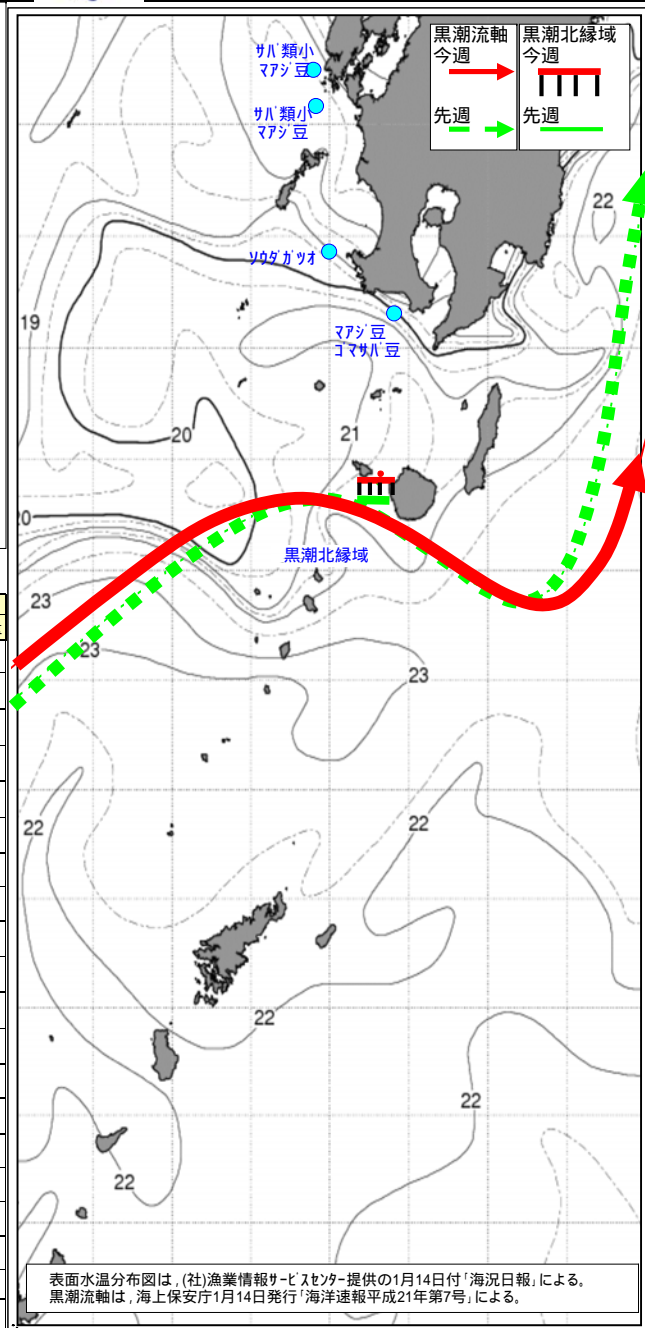 黒潮流軸
今週
先週
黒潮北縁域
今週
先週
サバ類小
マアジ豆
サバ類小
マアジ豆
22
ソウダガツオ
19
マアジ豆
ゴマサバ豆
20
21
20
黒潮北縁域
23
23
23
22
22
22
22
22
表面水温分布図は，(社)漁業情報サービスセンター提供の1月14日付「海況日報」による。
黒潮流軸は，海上保安庁1月14日発行「海洋速報平成21年第7号」による。